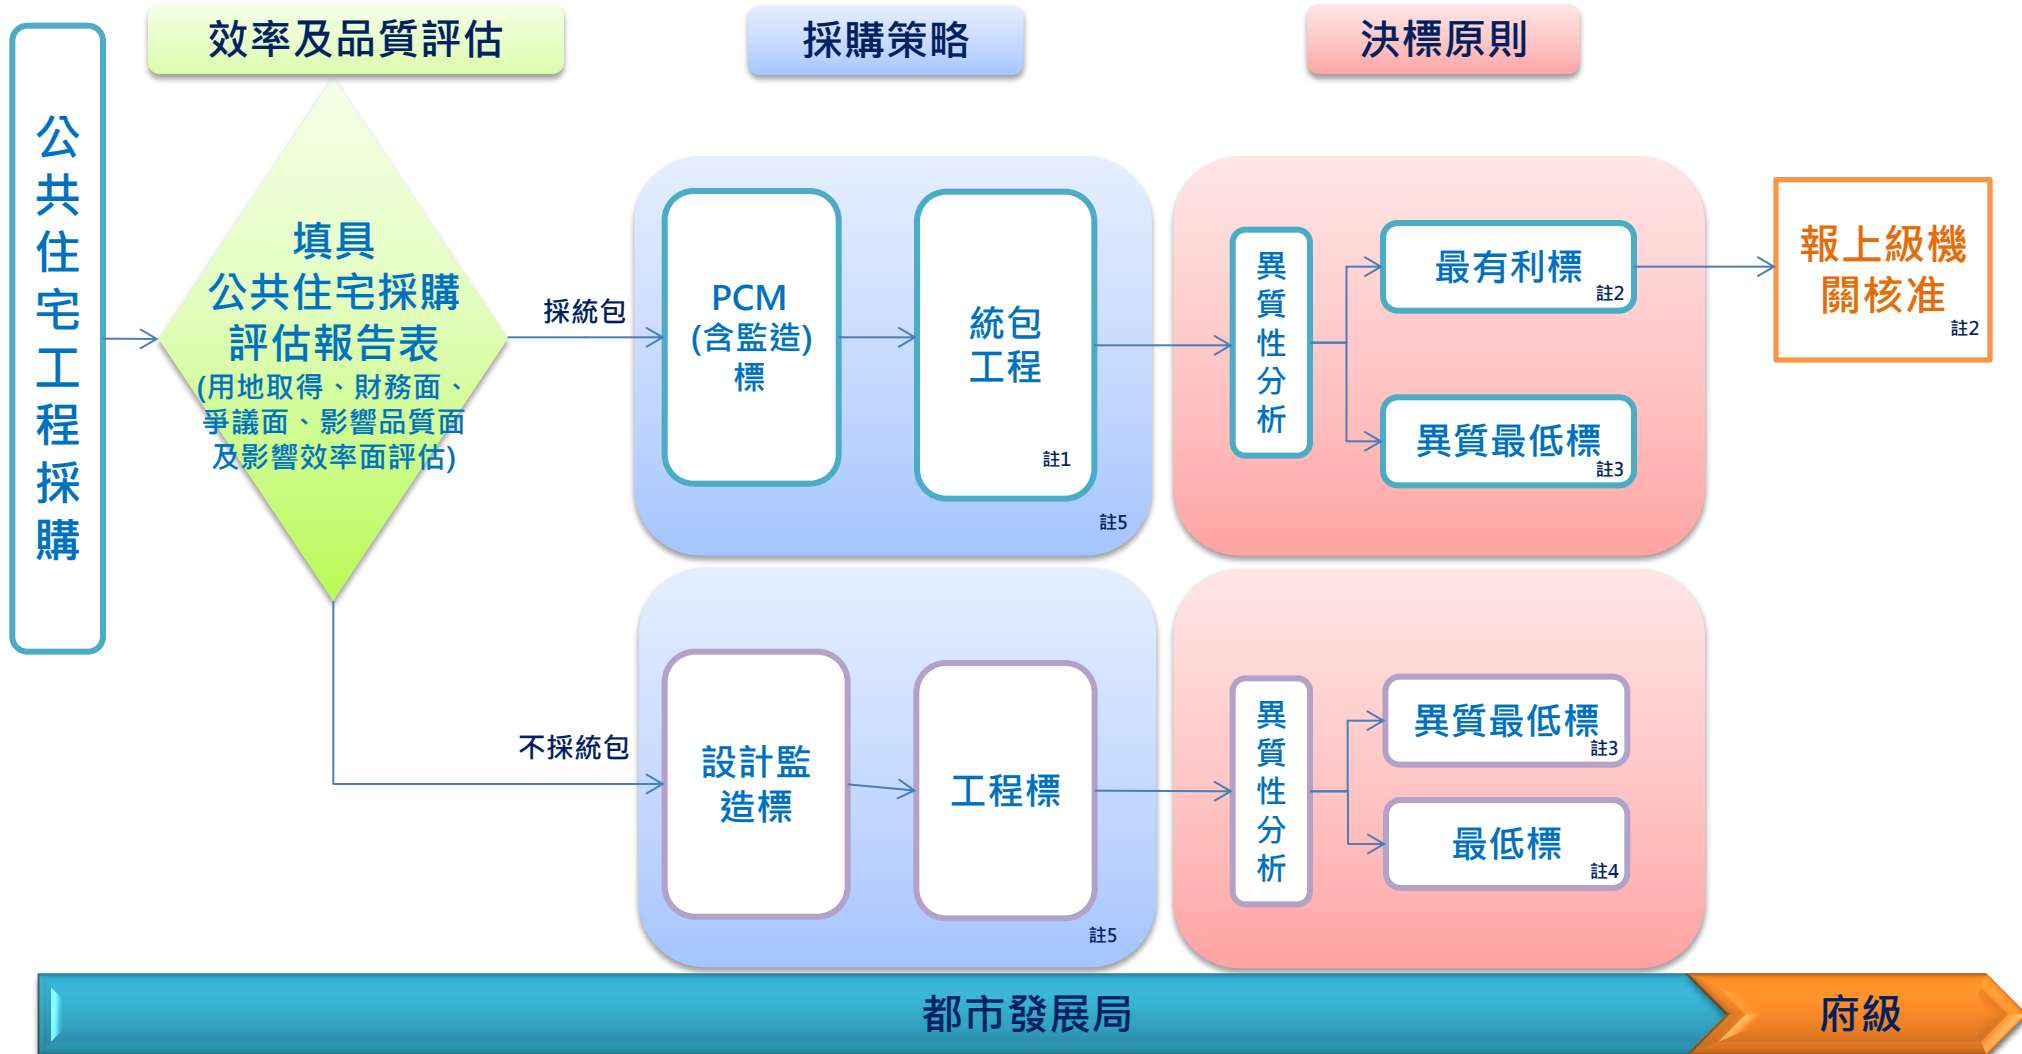 效率及品質評估
採購策略
決標原則
公共住宅工程採購
填具
公共住宅採購
評估報告表
(用地取得、財務面、
爭議面、影響品質面
及影響效率面評估)
採統包
PCM
(含監造)
標
統包
工程
註1
註5
異質性分析
最有利標
註2
異質最低標
註3
報上級機
關核准
註2
不採統包
設計監
造標
工程標
註5
異質性分析
異質最低標
註3
最低標
註4
都市發展局
府級